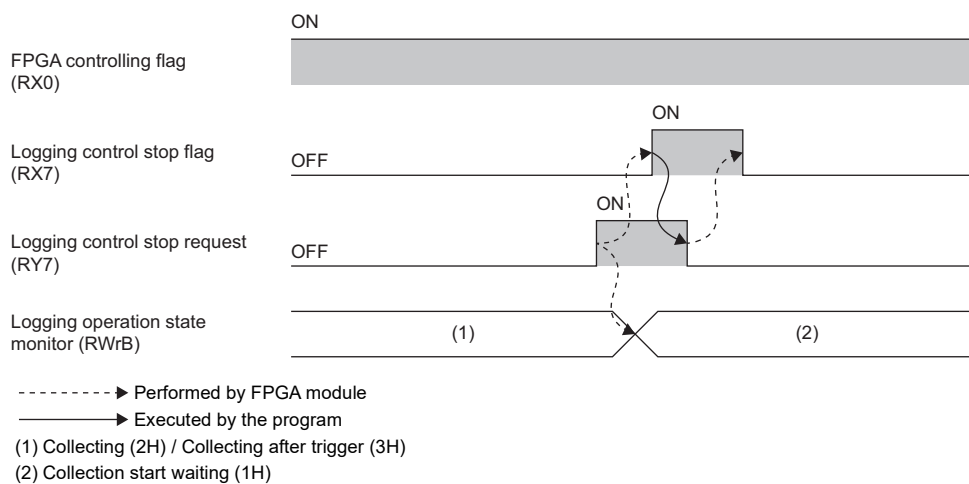 ON
FPGA controlling flag
(RX0)
ON
Logging control stop flag
(RX7)
OFF
ON
Logging control stop request
(RY7)
OFF
Logging operation state
monitor (RWrB)
(1)
(2)
Performed by FPGA module
Executed by the program
(1) Collecting (2H) / Collecting after trigger (3H)
(2) Collection start waiting (1H)